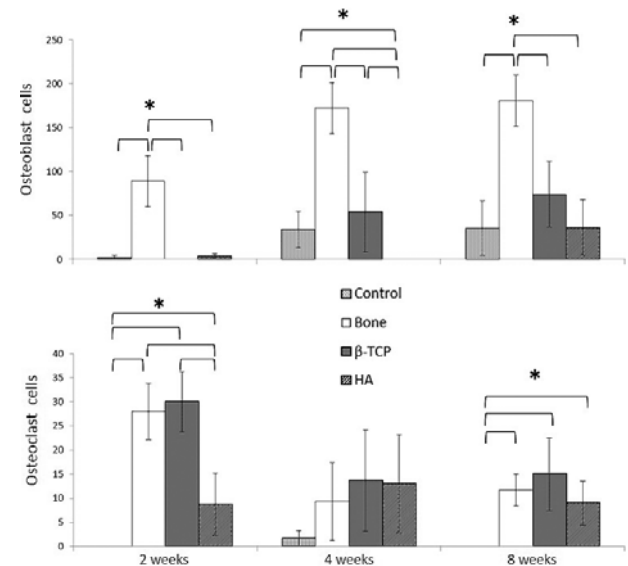 *
*
*
250
200
150
100
50
0
Osteoblast cells
Control
Bone
β-TCP
HA
*
*
40
35
30
25
20
15
10
5
0
Osteoclast cells
2 weeks
4 weeks
8 weeks